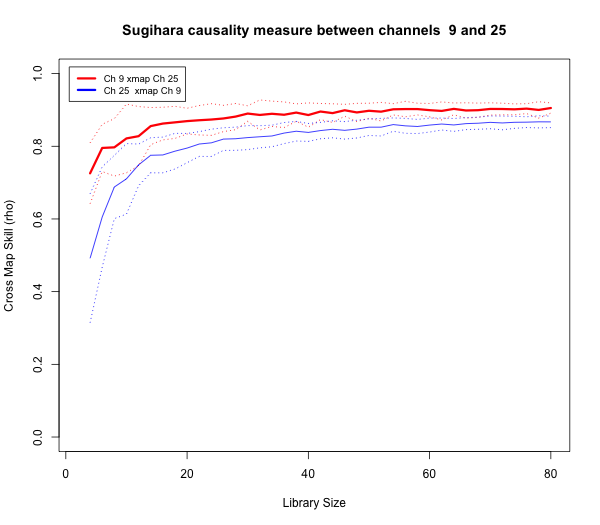 Sugihara causality measure between channels  9 and 25
Ch 9 xmap Ch 25
Ch 25  xmap Ch 9
Cross Map Skill (rho)
1.0
0.8
0.6
0.4
0.2
0.0
0 20 40 60 80
Library Size